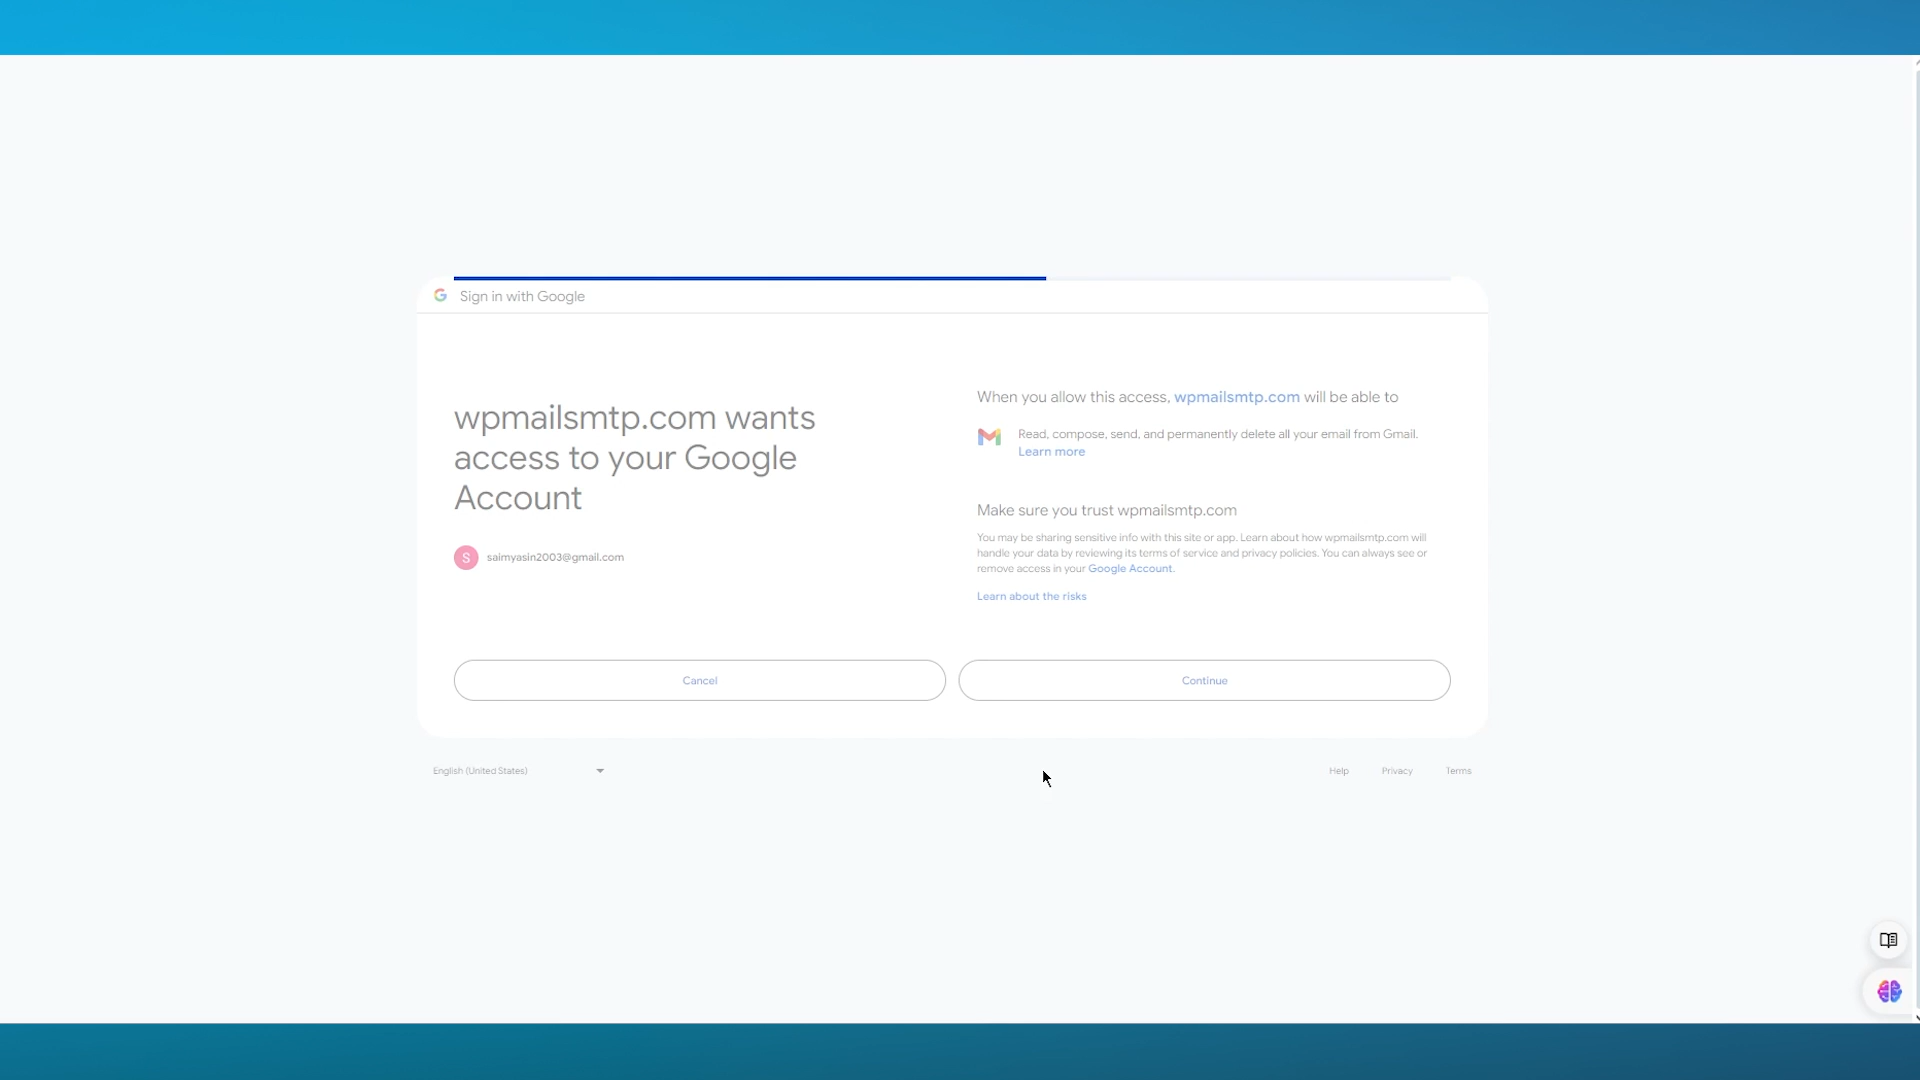 Sign in with Google
wpmailsmtp.com wants
access to your Google
Account
S saimyasin2003@gmail.com
When you allow this access, wpmailsmtp.com will be able to
Read, compose, send, and permanently delete all your email from Gmail.
Learn more
Make sure you trust wpmailsmtp.com
You may be sharing sensitive info with this site or app. Learn about how wpmailsmtp.com will
handle your data by reviewing its terms of service and privacy policies. You can always see or
remove access in your Google Account.
Learn about the risks
Cancel
Continue
English (United States)
Help
Privacy
Terms